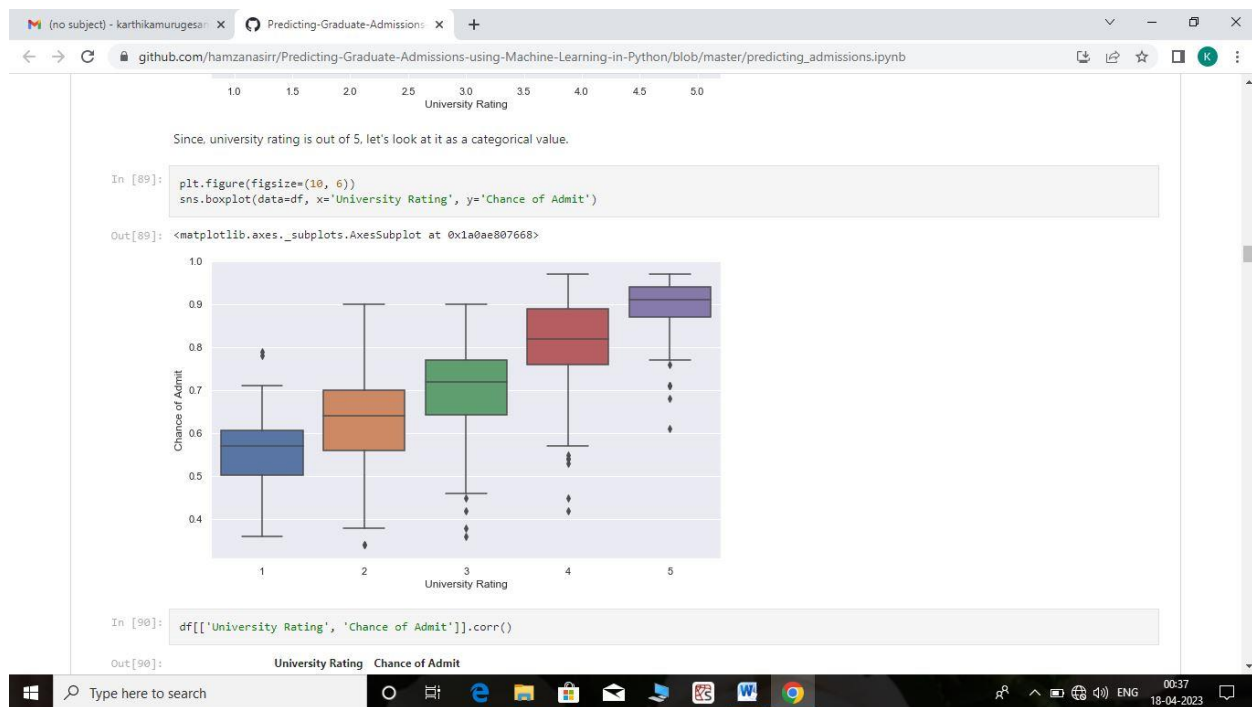 (no subject) - karthikamurugesan
Predicting-Graduate-Admissions-
github.com/hamzanasirr/Predicting-Graduate-Admissions-using-Machine-Learning-in-Python/blob/master/predicting_admissions.ipynb
K
1.0 1.5 2.0 2.5 3.0 3.5 4.0 4.5 5.0
University Rating
Since, university rating is out of 5, let's look at it as a categorical value.
In [89]:
plt.figure(figsize=(10, 6))
sns.boxplot(data=df, x='University Rating', y='Chance of Admit')
Out[89]: <matplotlib.axes._subplots.AxesSubplot at 0x1a0ae807668>
1.0
0.9
0.8
0.7
0.6
0.5
0.4
Chance of Admit
1 2 3 4 5
University Rating
In [90]: df[['University Rating', 'Chance of Admit']].corr()
Out[90]: University Rating Chance of Admit
Type here to search
W
ENG
00:37
18-04-2023